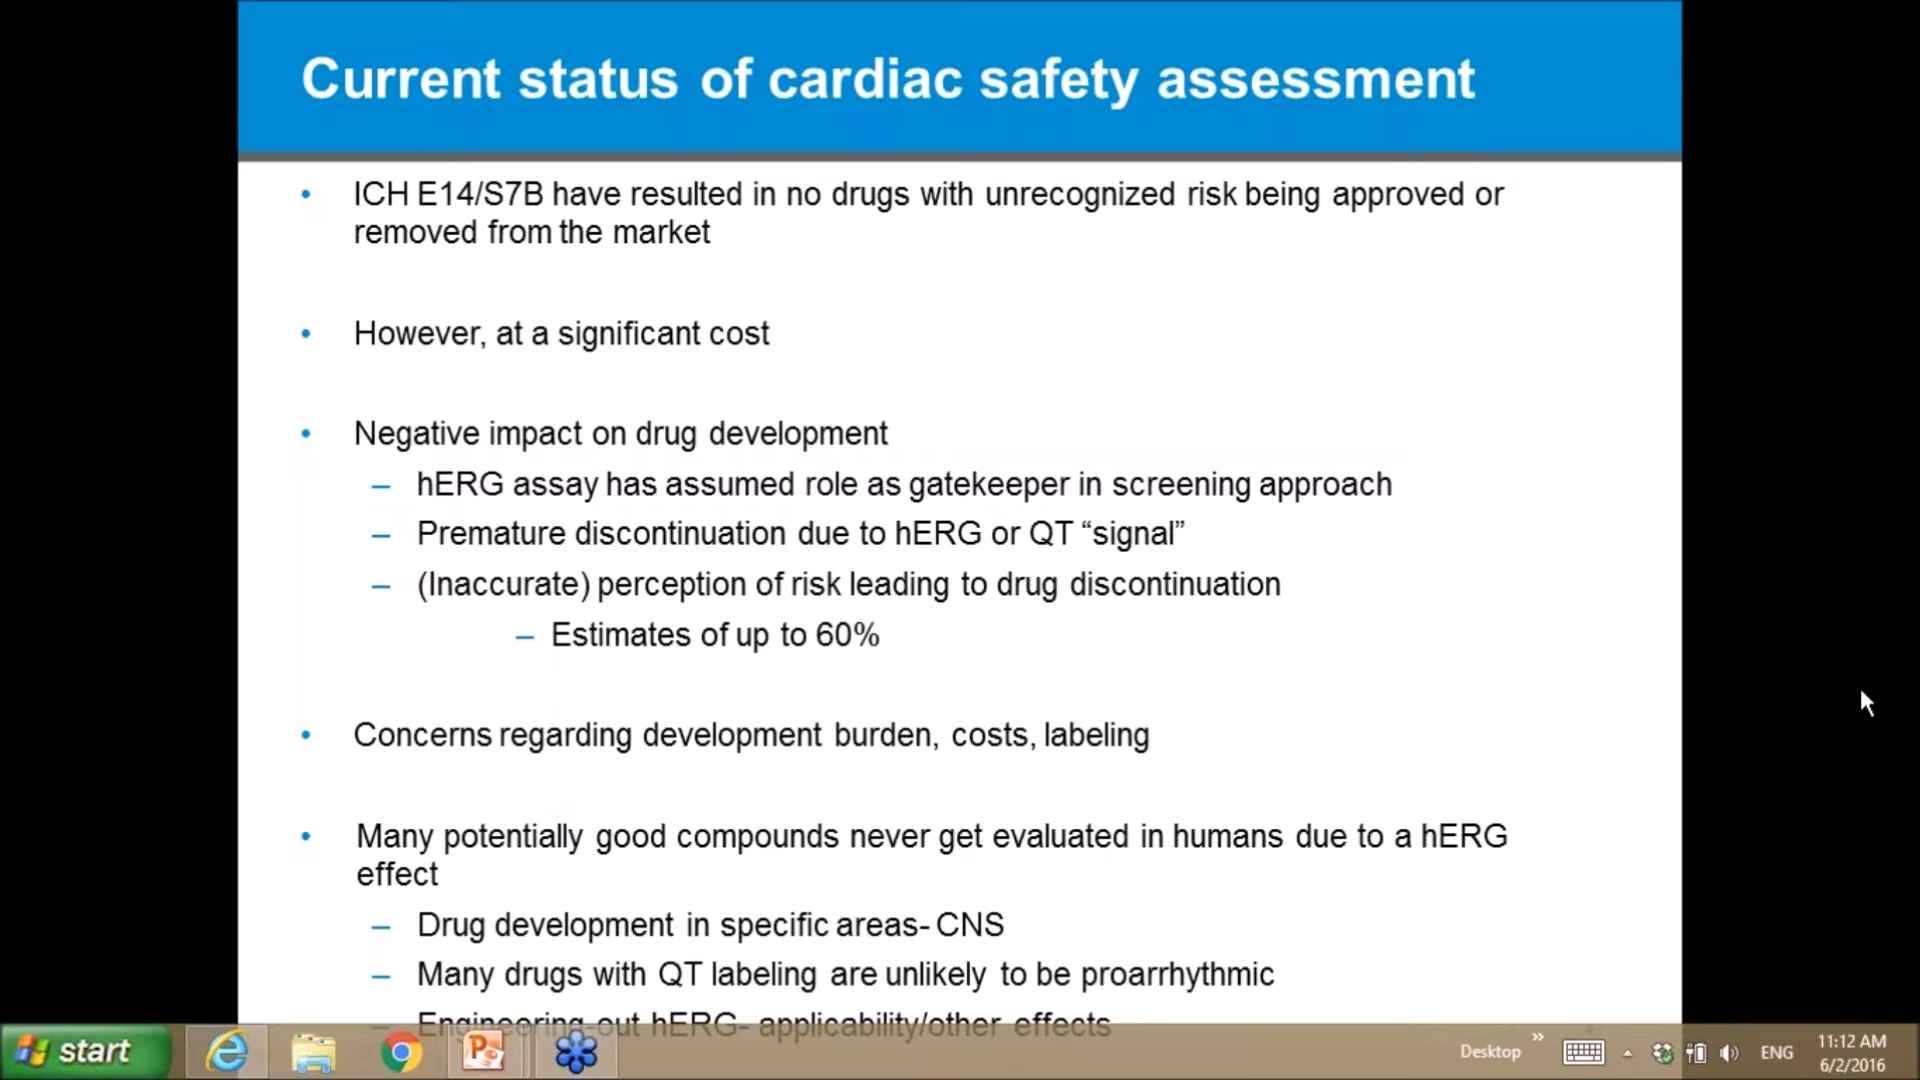 Current status of cardiac safety assessment
• ICH E14/S7B have resulted in no drugs with unrecognized risk being approved or
removed from the market
• However, at a significant cost
• Negative impact on drug development
– hERG assay has assumed role as gatekeeper in screening approach
– Premature discontinuation due to hERG or QT “signal”
– (Inaccurate) perception of risk leading to drug discontinuation
– Estimates of up to 60%
• Concerns regarding development burden, costs, labeling
• Many potentially good compounds never get evaluated in humans due to a hERG
effect
– Drug development in specific areas- CNS
– Many drugs with QT labeling are unlikely to be proarrhythmic
– Engineering-out hERG- applicability/other effects
start
Desktop
ENG
11:12 AM
6/2/2016